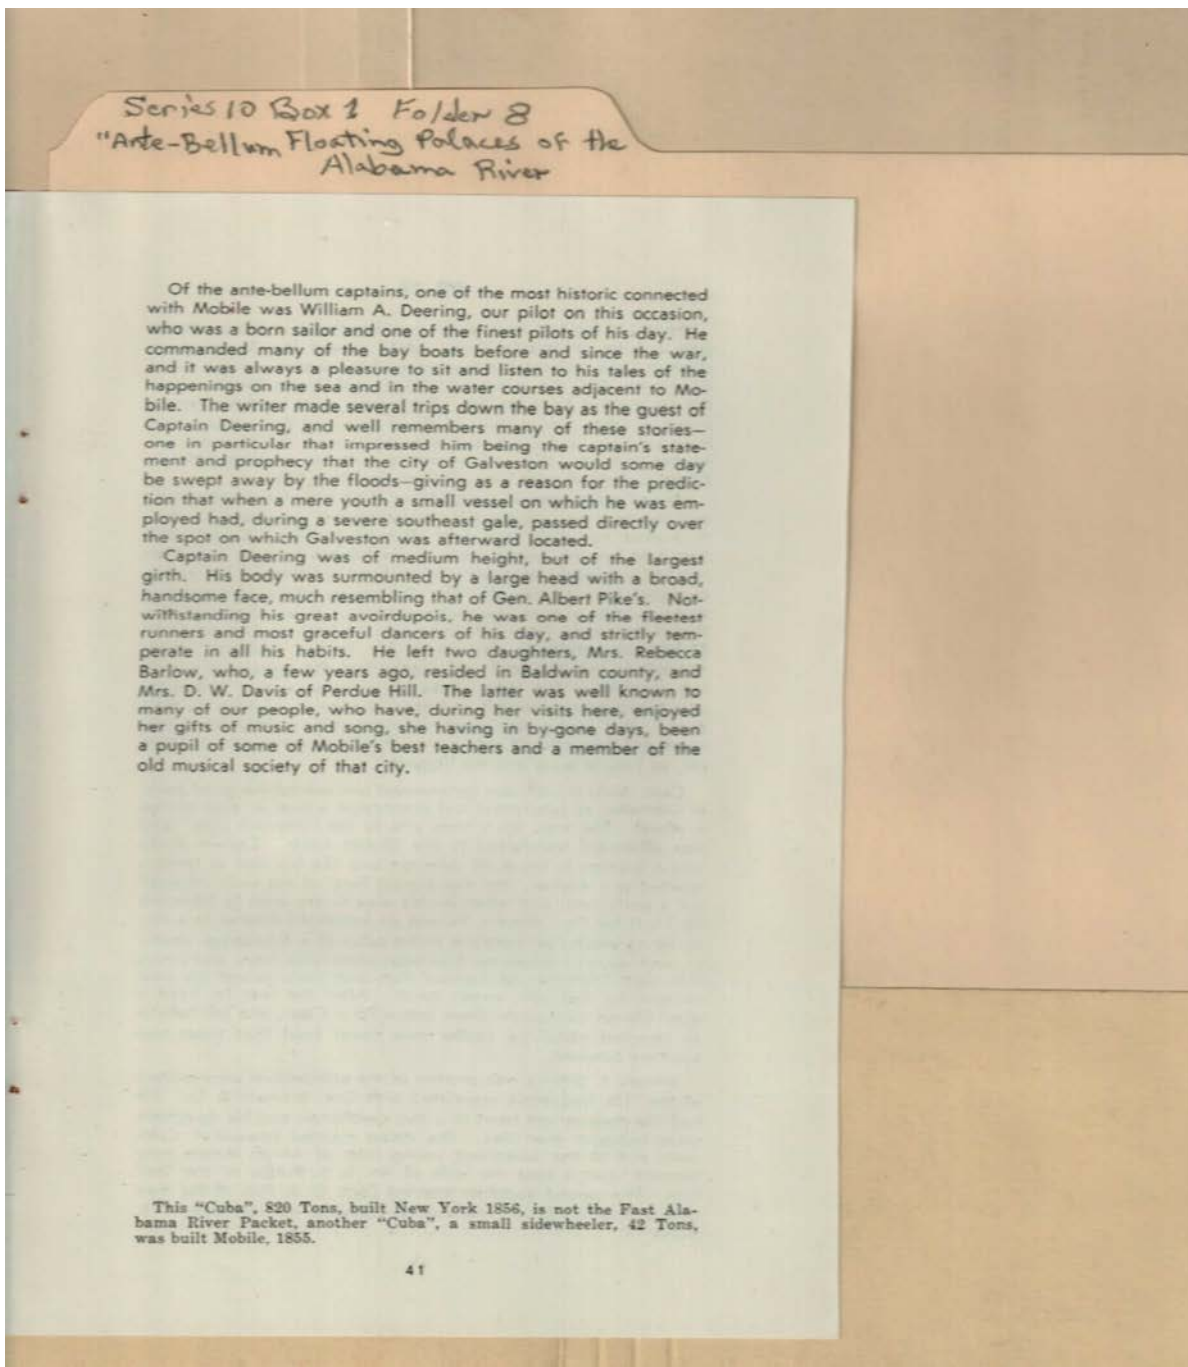 Series 10 Box 1 Folder 8
"Ante-Bellum Floating Palaces of the
Alabama River
Of the ante-bellum captains, one of the most historic connected
with Mobile was William A. Deering, our pilot on this occasion,
who was a born sailor and one of the finest pilots of his day. He
commanded many of the bay boats before and since the war,
and it was always a pleasure to sit and listen to his tales of the
happenings on the sea and in the water courses adjacent to Mo-
bile. The writer made several trips down the bay as the guest of
Captain Deering, and well remembers many of these stories—
one in particular that impressed him being the captain's state-
ment and prophecy that the city of Galveston would some day
be swept away by the floods—giving as a reason for the predic-
tion that when a mere youth a small vessel on which he was em-
ployed had, during a severe southeast gale, passed directly over
the spot on which Galveston was afterward located.
Captain Deering was of medium height, but of the largest
girth. His body was surmounted by a large head with a broad,
handsome face, much resembling that of Gen. Albert Pike's. Not-
withstanding his great avoirdupois, he was one of the fleetest
runners and most graceful dancers of his day, and strictly tem-
perate in all his habits. He left two daughters, Mrs. Rebecca
Barlow, who, a few years ago, resided in Baldwin county, and
Mrs. D. W. Davis of Perdue Hill. The latter was well known to
many of our people, who have, during her visits here, enjoyed
her gifts of music and song, she having in by-gone days, been
a pupil of some of Mobile's best teachers and a member of the
old musical society of that city.
This "Cuba", 820 Tons, built New York 1856, is not the Fast Ala-
bama River Packet, another "Cuba", a small sidewheeler, 42 Tons,
was built Mobile, 1855.
41